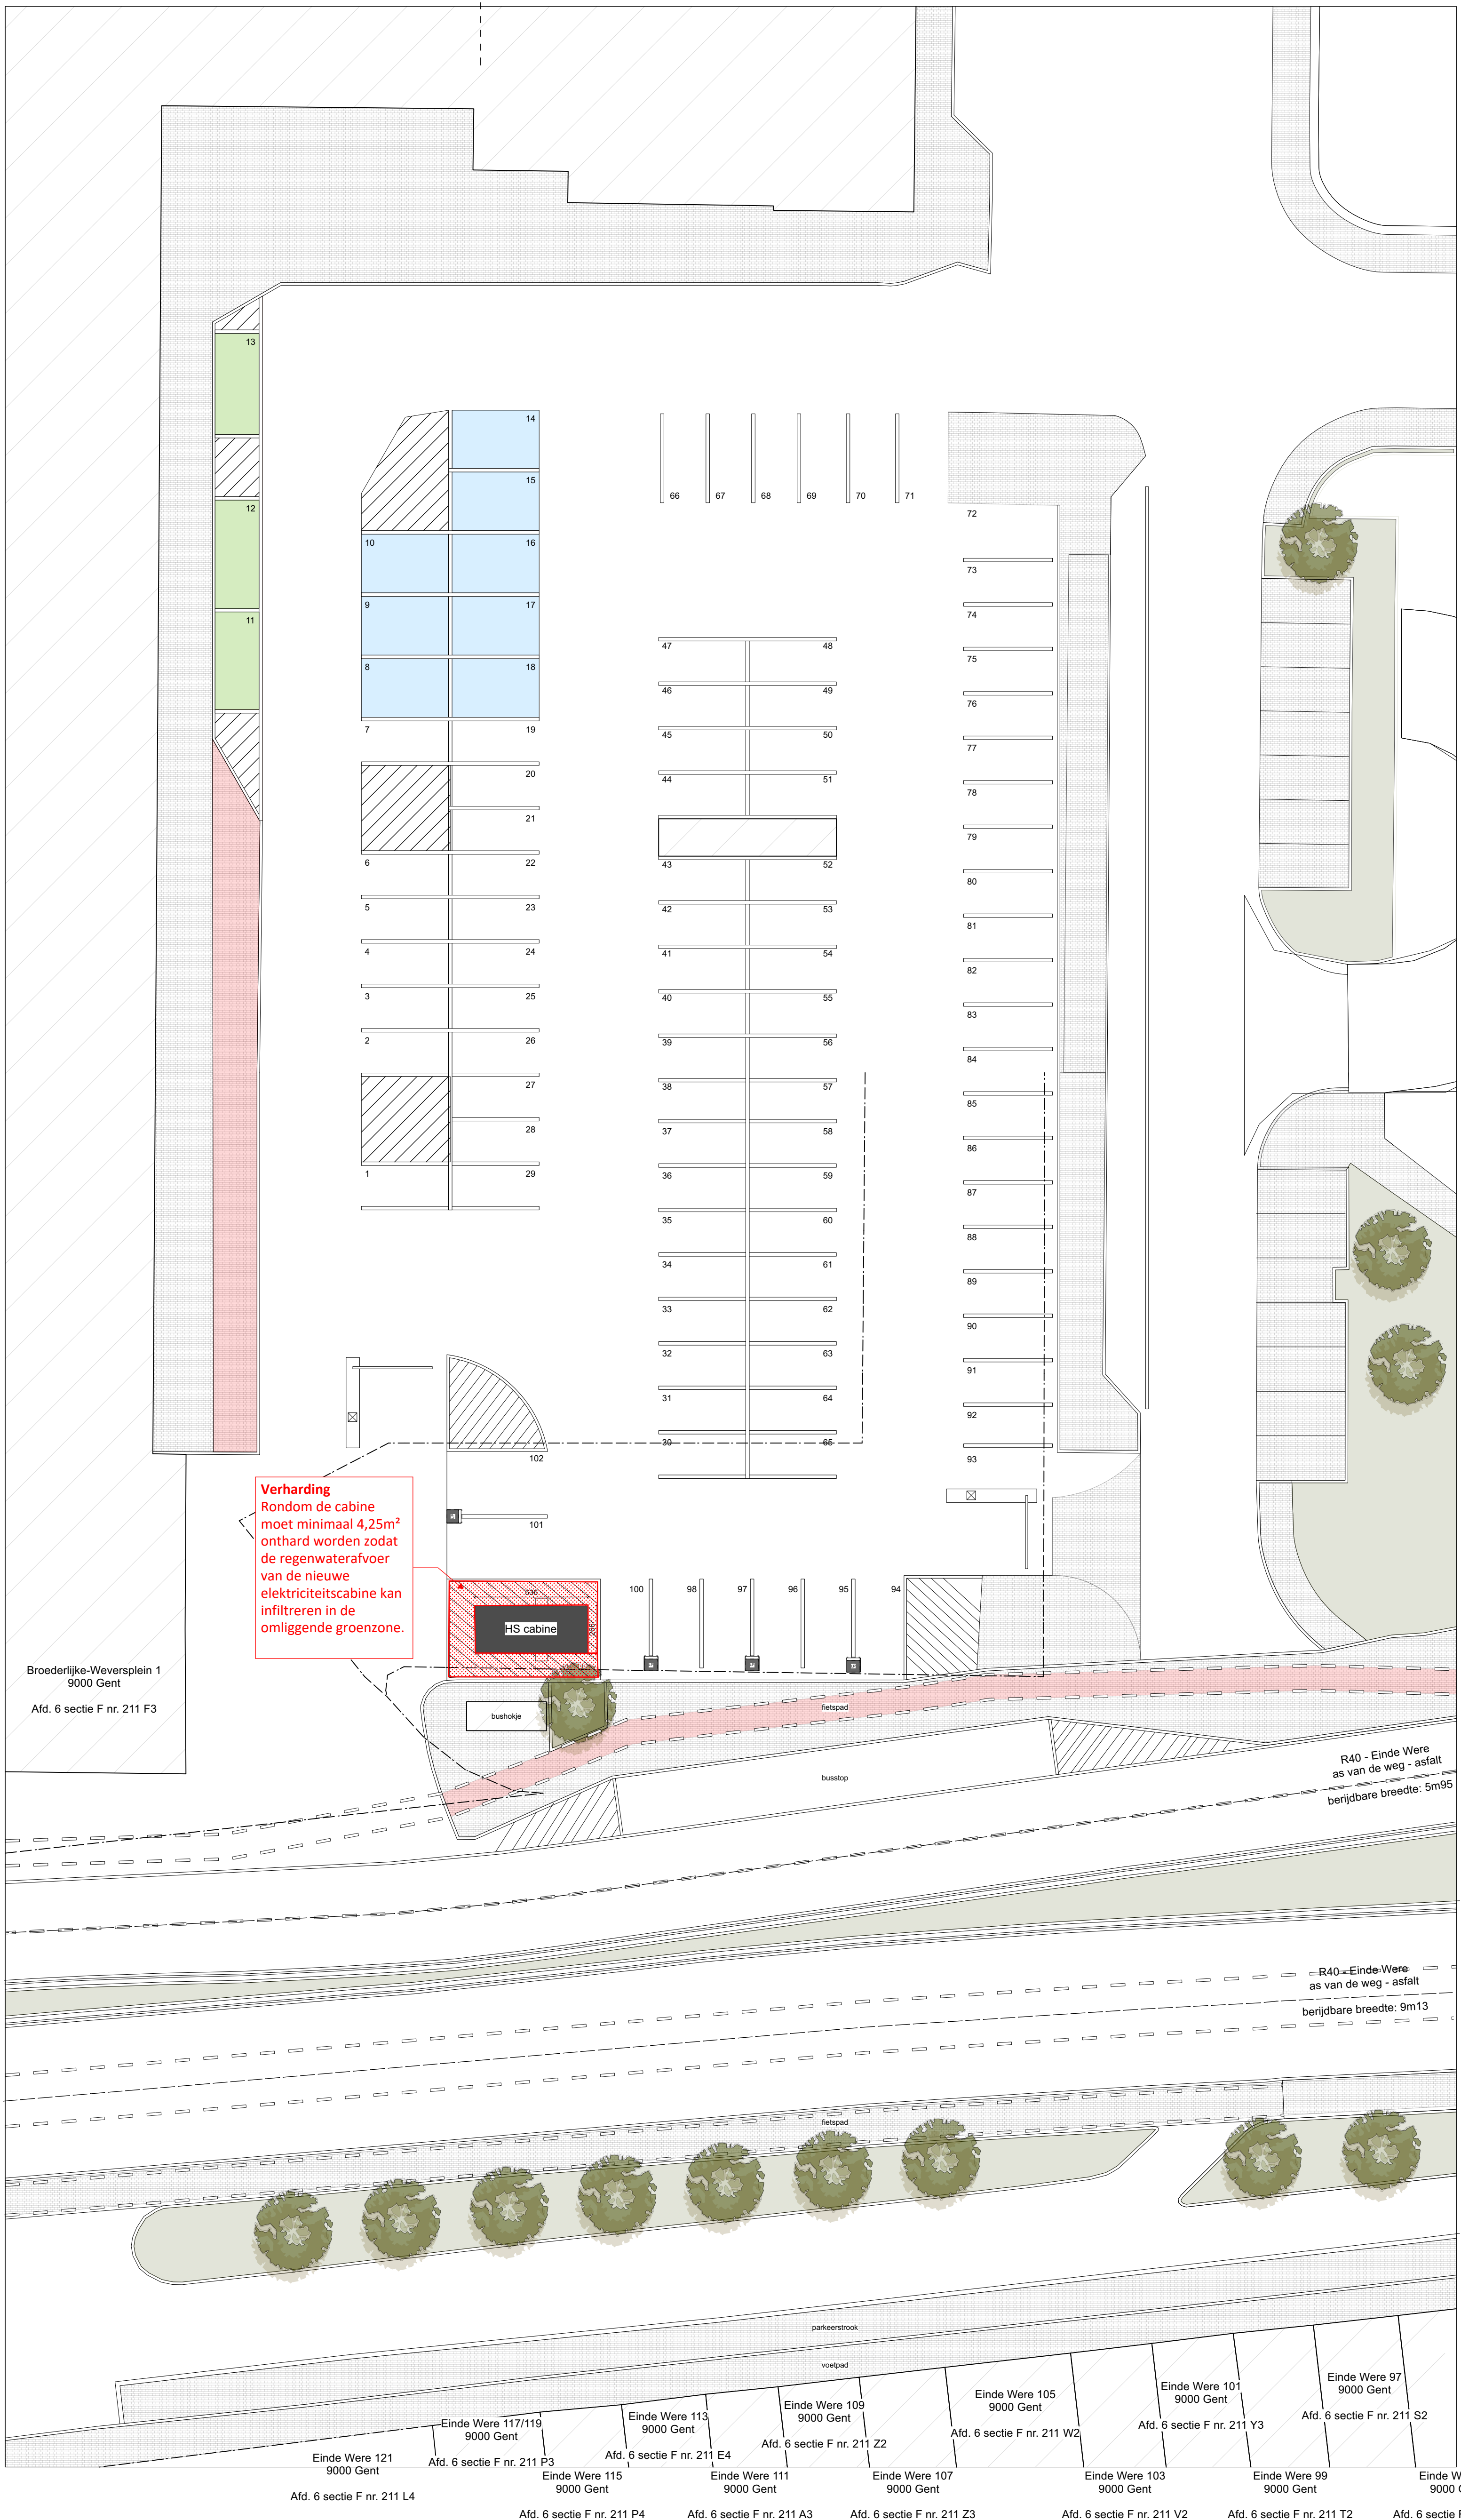 13
12
11
14
15
10
16
9
17
8
18
7
19
20
21
6
22
5
23
4
24
3
25
2
26
27
28
1
29
66
67
68
69
70
71
47
48
46
49
45
50
44
51
43
52
42
53
41
54
40
55
39
56
38
57
37
58
36
59
35
60
34
61
33
62
32
63
31
64
30
65
72
73
74
75
76
77
78
79
80
81
82
83
84
85
86
87
88
89
90
91
92
93
102
101
Verharding
Rondom de cabine
moet minimaal 4,25m²
onthard worden zodat
de regenwaterafvoer
van de nieuwe
elektriciteitscabine kan
infiltreren in de
omliggende groenzone.
636
HS cabine
100
98
97
96
95
94
Broederlijke-Weversplein 1
9000 Gent
Afd. 6 sectie F nr. 211 F3
bushokje
fietspad
busstop
R40 - Einde Were
as van de weg - asfalt
berijdbare breedte: 5m95
R40 - Einde Were
as van de weg - asfalt
berijdbare breedte: 9m13
fietspad
parkeerstrook
voetpad
Einde Were 121
9000 Gent
Afd. 6 sectie F nr. 211 L4
Einde Were 117/119
9000 Gent
Afd. 6 sectie F nr. 211 P3
Einde Were 115
9000 Gent
Afd. 6 sectie F nr. 211 P4
Einde Were 113
9000 Gent
Afd. 6 sectie F nr. 211 E4
Einde Were 111
9000 Gent
Afd. 6 sectie F nr. 211 A3
Einde Were 109
9000 Gent
Afd. 6 sectie F nr. 211 Z2
Einde Were 107
9000 Gent
Afd. 6 sectie F nr. 211 Z3
Einde Were 105
9000 Gent
Afd. 6 sectie F nr. 211 W2
Einde Were 103
9000 Gent
Afd. 6 sectie F nr. 211 V2
Einde Were 101
9000 Gent
Afd. 6 sectie F nr. 211 Y3
Einde Were 99
9000 Gent
Afd. 6 sectie F nr. 211 T2
Einde Were 97
9000 Gent
Afd. 6 sectie F nr. 211 S2
Einde
9000
Afd. 6 sectie